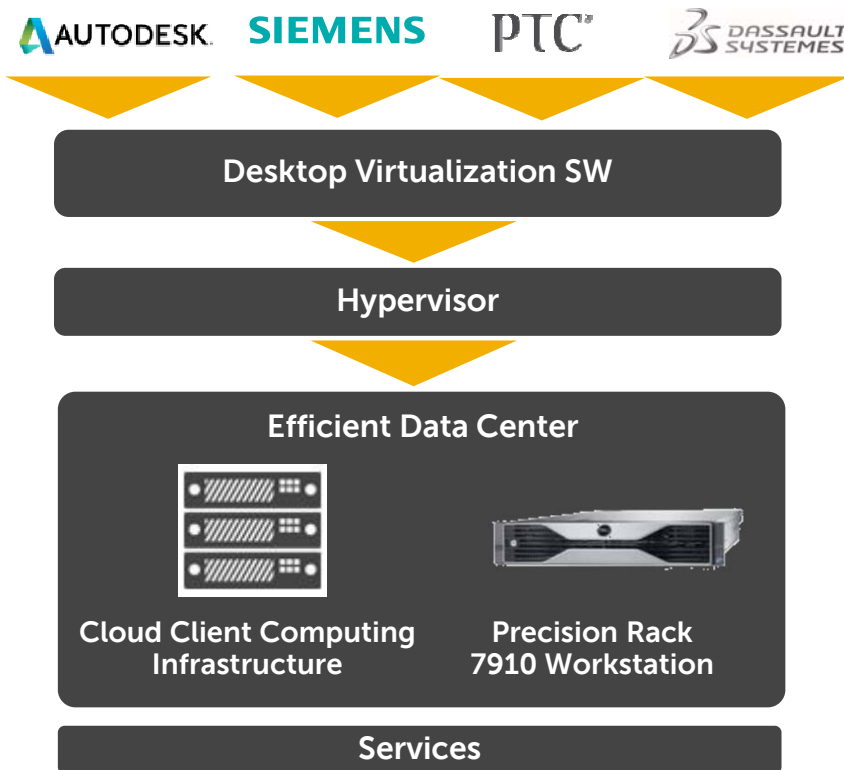 AUTODESK.
SIEMENS
PTC
DASSAULT
SYSTEMES
Desktop Virtualization SW
Hypervisor
Efficient Data Center
Cloud Client Computing
Infrastructure
Precision Rack
7910 Workstation
Services